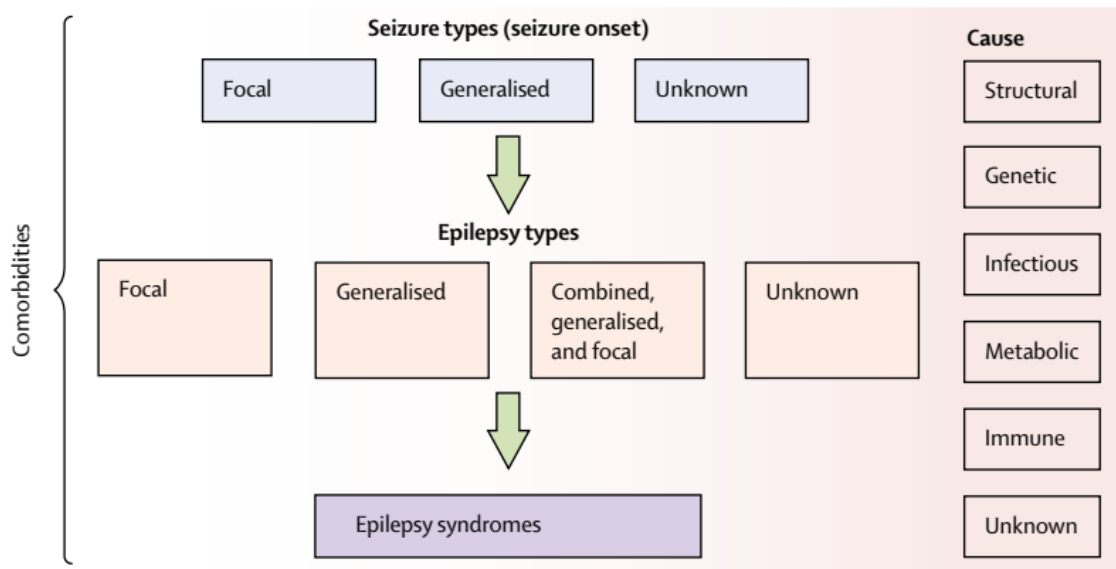 Seizure types (seizure onset)
Focal
Generalised
Unknown
Epilepsy types
Focal
Generalised
Combined,
generalised,
and focal
Unknown
Epilepsy syndromes
Comorbidities
Cause
Structural
Genetic
Infectious
Metabolic
Immune
Unknown